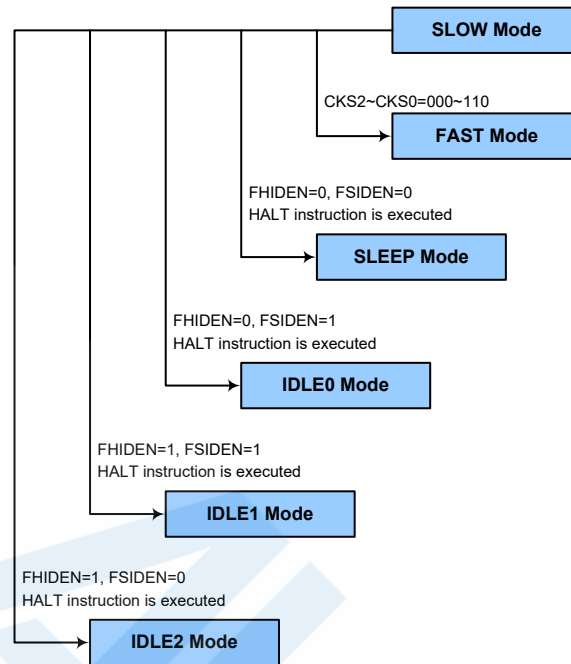 SLOW Mode
CKS2~CKS0=000~110
FAST Mode
FHIDEN=0, FSIDEN=0
HALT instruction is executed
SLEEP Mode
FHIDEN=0, FSIDEN=1
HALT instruction is executed
IDLE0 Mode
FHIDEN=1, FSIDEN=1
HALT instruction is executed
IDLE1 Mode
FHIDEN=1, FSIDEN=0
HALT instruction is executed
IDLE2 Mode